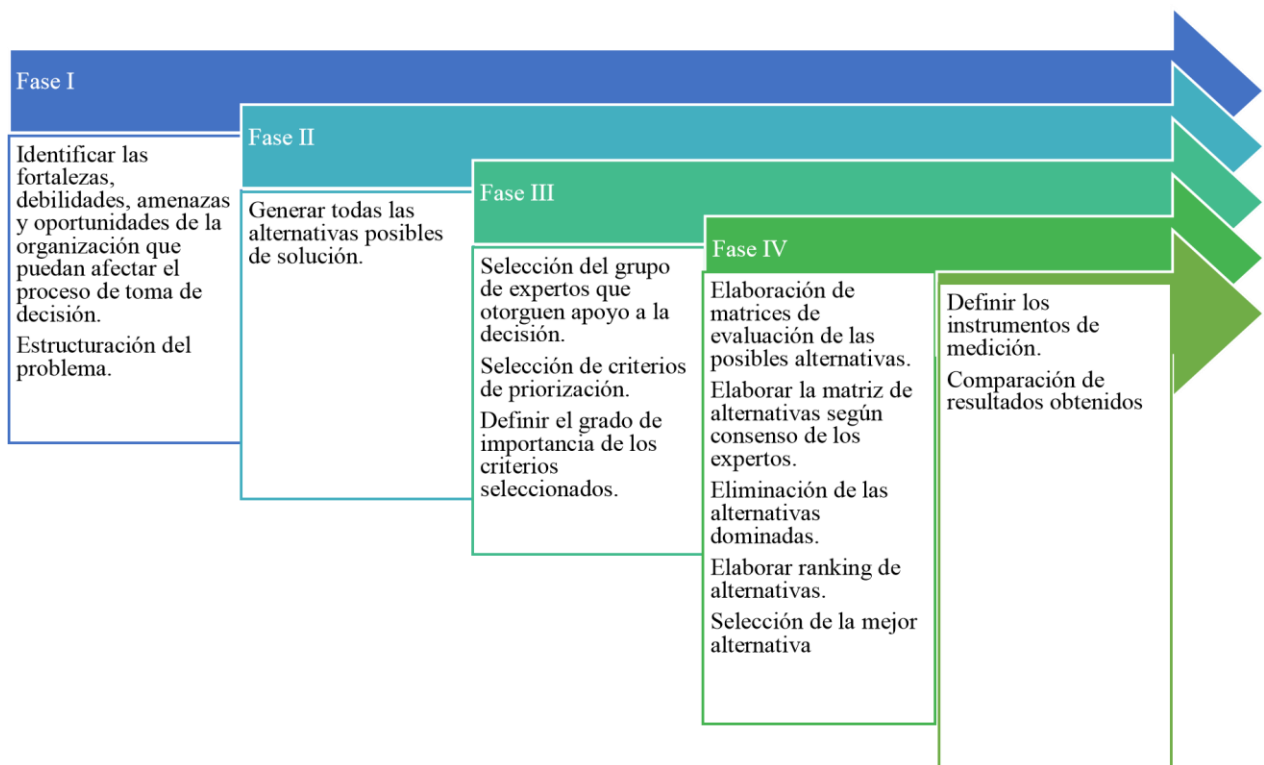 Fase I
Identificar las
fortalezas,
debilidades, amenazas
y oportunidades de la
organización que
puedan afectar el
proceso de toma de
decisión.
Estructuración del
problema.
Fase II
Generar todas las
alternativas posibles
de solución.
Fase III
Selección del grupo
de expertos que
otorguen apoyo a la
decisión.
Selección de criterios
de priorización.
Definir el grado de
importancia de los
criterios
seleccionados.
Fase IV
Elaboración de
matrices de
evaluación de las
posibles alternativas.
Elaborar la matriz de
alternativas según
consenso de los
expertos.
Eliminación de las
alternativas
dominadas.
Elaborar ranking de
alternativas.
Selección de la mejor
alternativa
Definir los
instrumentos de
medición.
Comparación de
resultados obtenidos